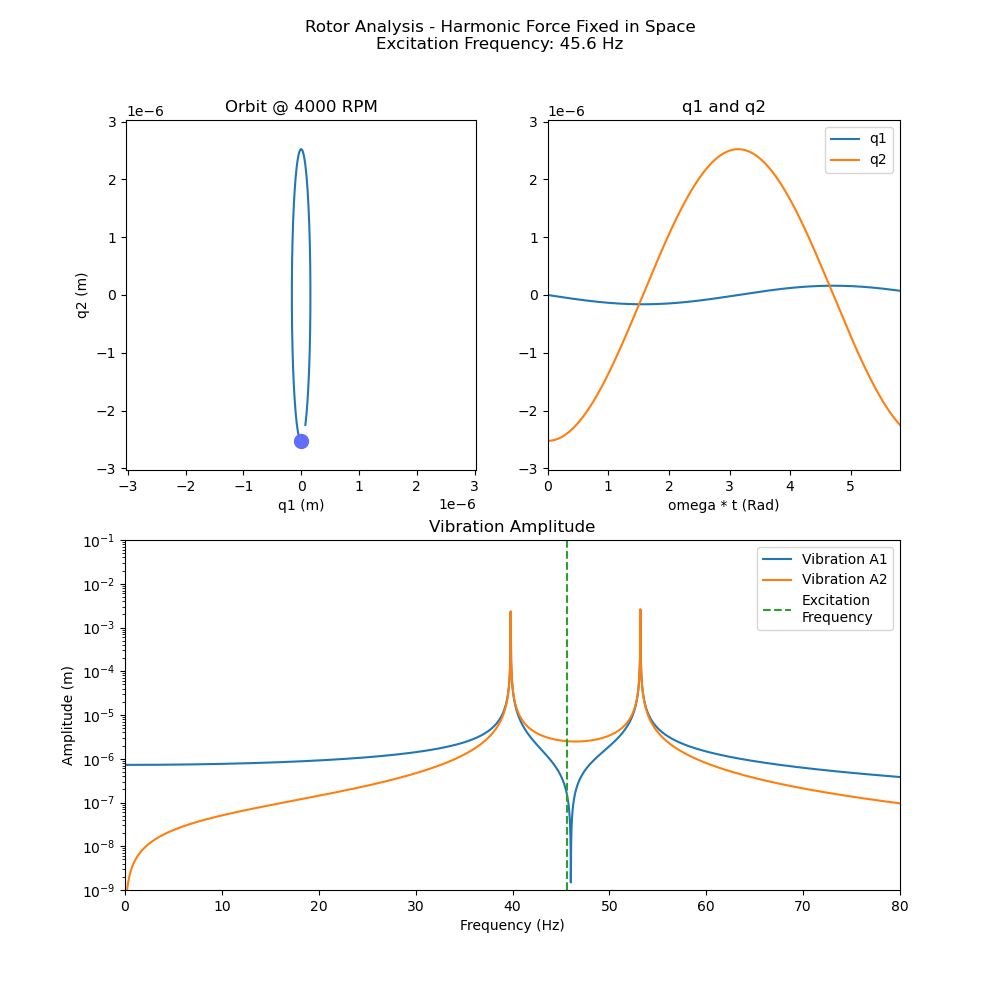 Rotor Analysis - Harmonic Force Fixed in Space
Excitation Frequency: 45.6 Hz
Orbit @ 4000 RPM
1e−6
3
2
1
0
−1
−2
−3
q2 (m)
−3 −2 −1 0 1 2 3
1e−6
q1 (m)
q1 and q2
1e−6
3
2
1
0
−1
−2
−3
q1
q2
0 1 2 3 4 5
omega * t (Rad)
Vibration Amplitude
10⁻¹
10⁻²
10⁻³
10⁻⁴
10⁻⁵
10⁻⁶
10⁻⁷
10⁻⁸
10⁻⁹
Amplitude (m)
Vibration A1
Vibration A2
Excitation
Frequency
0 10 20 30 40 50 60 70 80
Frequency (Hz)